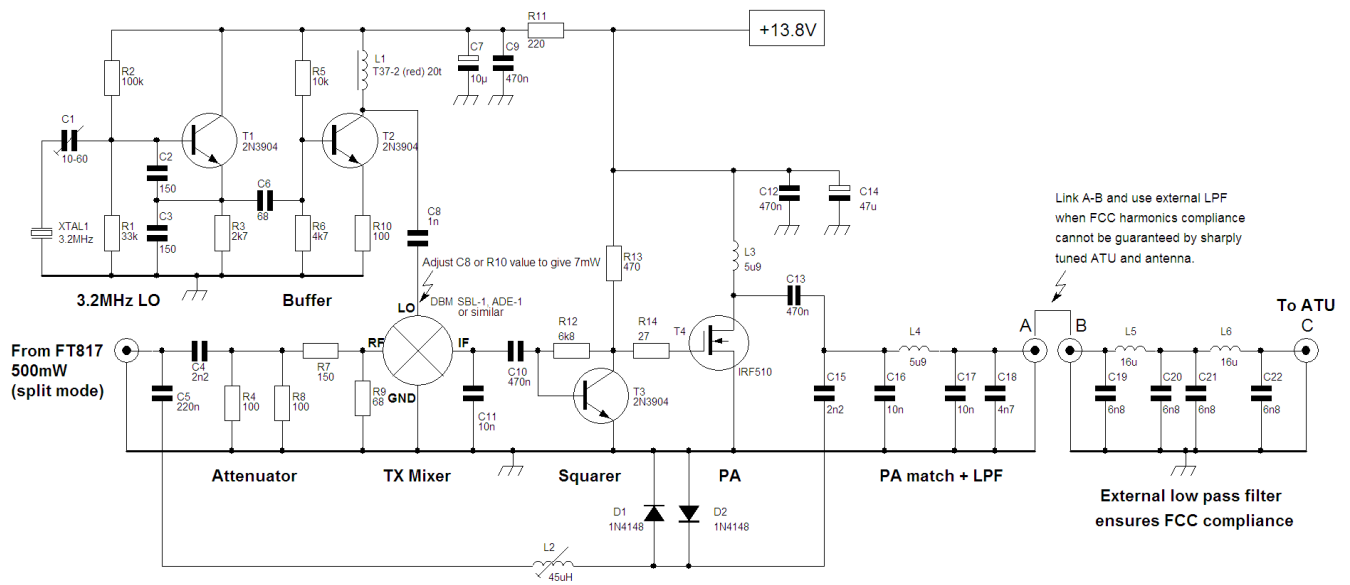 R11
220
+13.8V
C7
10µ
C9
470n
L1
T37-2 (red) 20t
R2
100k
R5
10k
C1
10-60
T1
2N3904
T2
2N3904
C2
150
C6
68
C3
150
XTAL1
3.2MHz
R1
33k
R3
2k7
R6
4k7
R10
100
C8
1n
C12
470n
C14
47u
Link A-B and use external LPF
when FCC harmonics compliance
cannot be guaranteed by sharply
tuned ATU and antenna.
R13
470
L3
5u9
C13
470n
3.2MHz LO
Buffer
Adjust C8 or R10 value to give 7mW
LO
DBM SBL-1, ADE-1
or similar
To ATU
From FT817
500mW
(split mode)
C4
2n2
R7
150
RF
IF
GND
C10
470n
R12
6k8
R14
27
T4
IRF510
L4
5u9
A
B
C
L5
16u
L6
16u
C5
220n
R4
100
R8
100
R9
68
C11
10n
T3
2N3904
C15
2n2
C16
10n
C17
10n
C18
4n7
C19
6n8
C20
6n8
C21
6n8
C22
6n8
Attenuator
TX Mixer
Squarer
PA
PA match + LPF
External low pass filter
ensures FCC compliance
D1
1N4148
D2
1N4148
L2
45uH